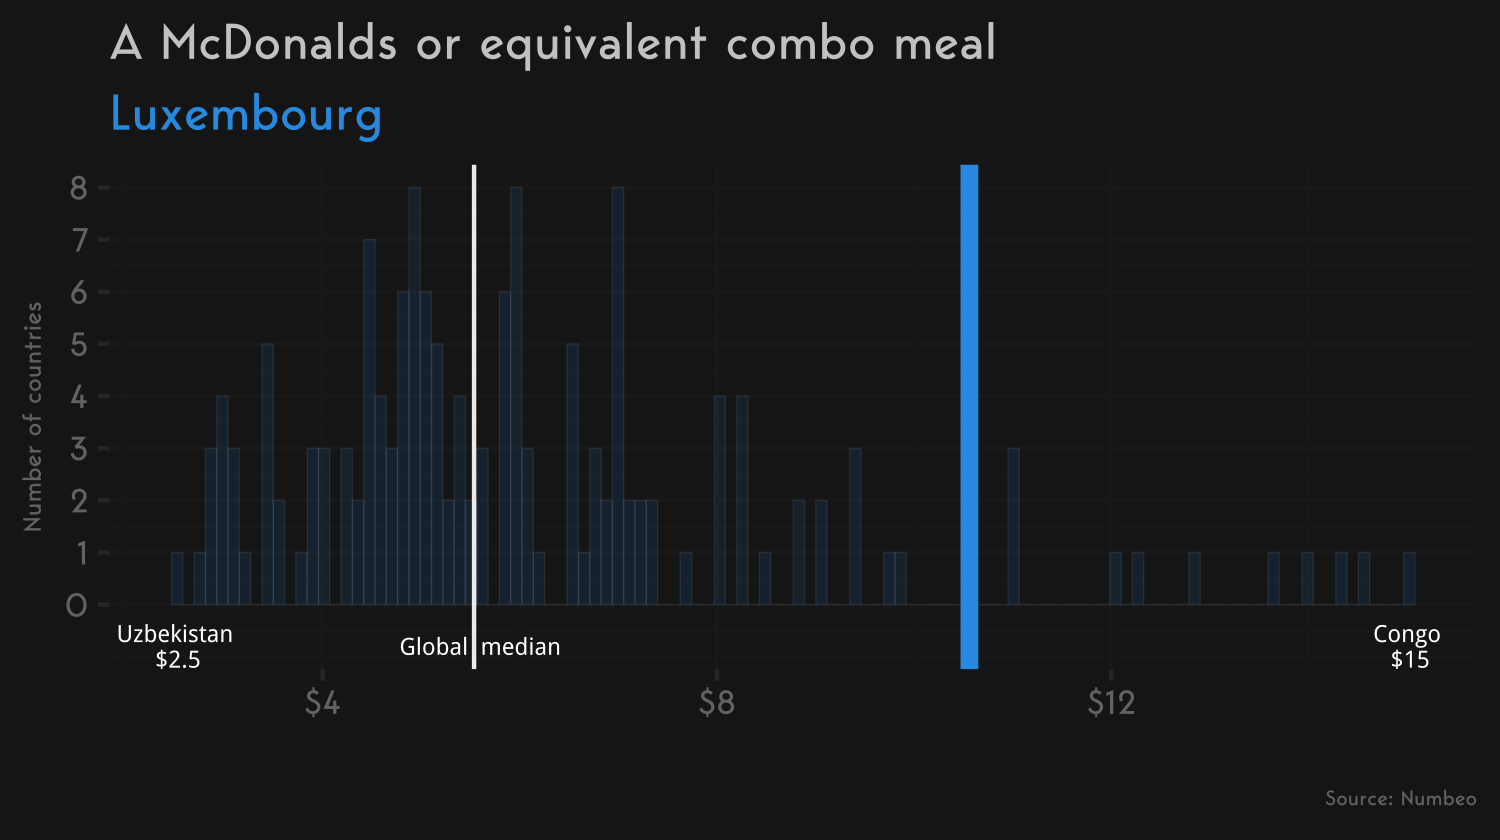 A McDonalds or equivalent combo meal
Luxembourg
Number of countries
8
7
6
5
4
3
2
1
0
Uzbekistan
$2.5
Global median
Congo
$15
$4 $8 $12
Source: Numbeo